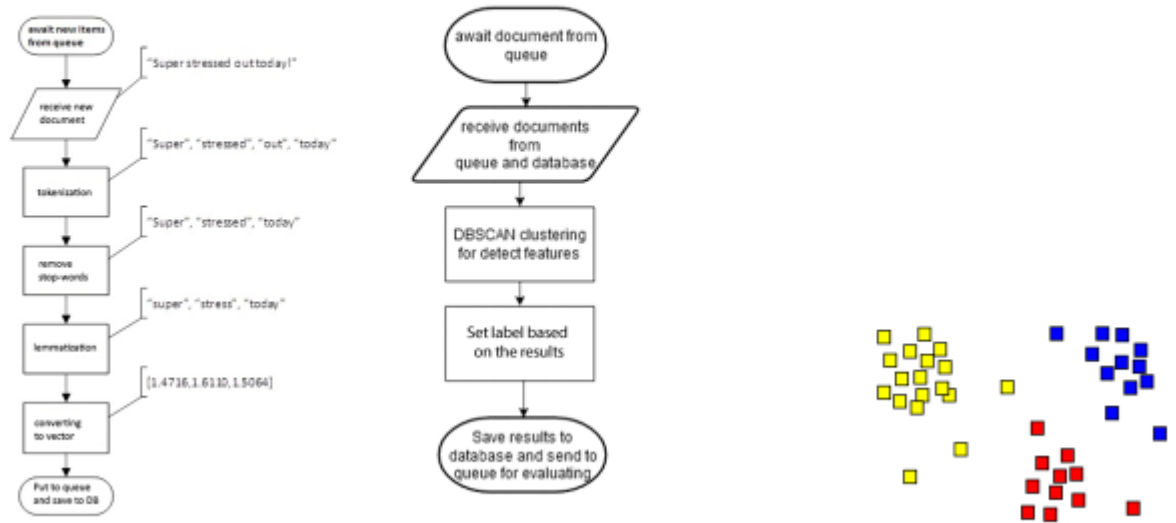 await new items
from queue
"Super stressed out today!"
receive new
document
"Super", "stressed", "out", "today"
tokenization
"Super", "stressed", "today"
remove
stop-words
"super", "stress", "today"
lemmatization
[1.4716,1.6110,1.5064]
converting
to vector
Put to queue
and save to DB
await document from
queue
receive documents
from
queue and database
DBSCAN clustering
for detect features
Set label based
on the results
Save results to
database and send to
queue for evaluating